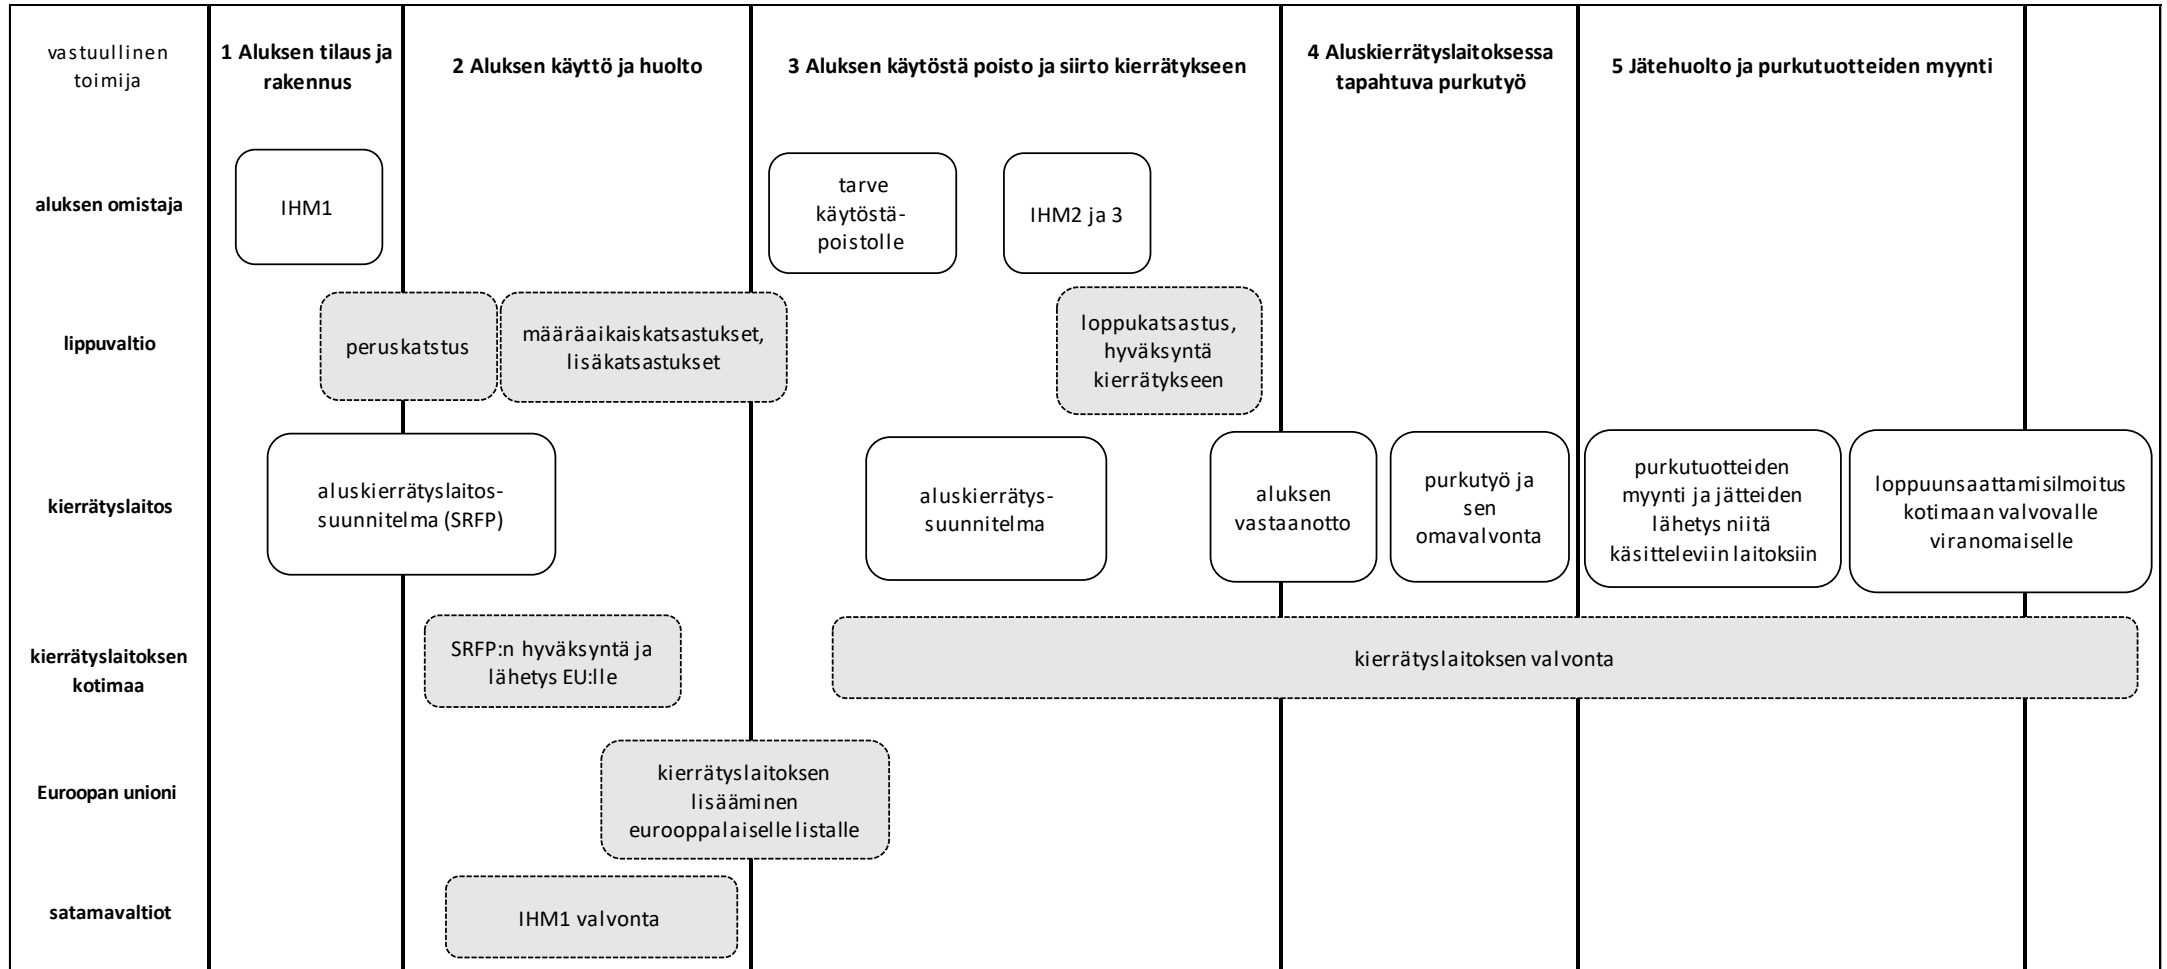 vastuullinen
toimija
1 Aluksen tilaus ja
rakennus
2 Aluksen käyttö ja huolto
3 Aluksen käytöstä poisto ja siirto kierrätykseen
4 Aluskierrätyslaitoksessa
tapahtuva purkutyö
5 Jätehuolto ja purkutuotteiden myynti
aluksen omistaja
IHM1
tarve
käytöstä-
poistolle
IHM2 ja 3
lippuvaltio
peruskatstus
määräaikaiskatsastukset,
lisäkatsastukset
loppukatsastus,
hyväksyntä
kierrätykseen
kierrätyslaitos
aluskierrätyslaitos-
suunnitelma (SRFP)
aluskierrätys-
suunnitelma
aluksen
vastaanotto
purkutyö ja
sen
omavalvonta
purkutuotteiden
myynti ja jätteiden
lähetys niitä
käsitteleviin laitoksiin
loppuunsaattamisilmoitus
kotimaan valvovalle
viranomaiselle
kierrätyslaitoksen
kotimaa
SRFP:n hyväksyntä ja
lähetys EU:lle
kierrätyslaitoksen valvonta
Euroopan unioni
kierrätyslaitoksen
lisääminen
eurooppalaiselle listalle
satamavaltiot
IHM1 valvonta